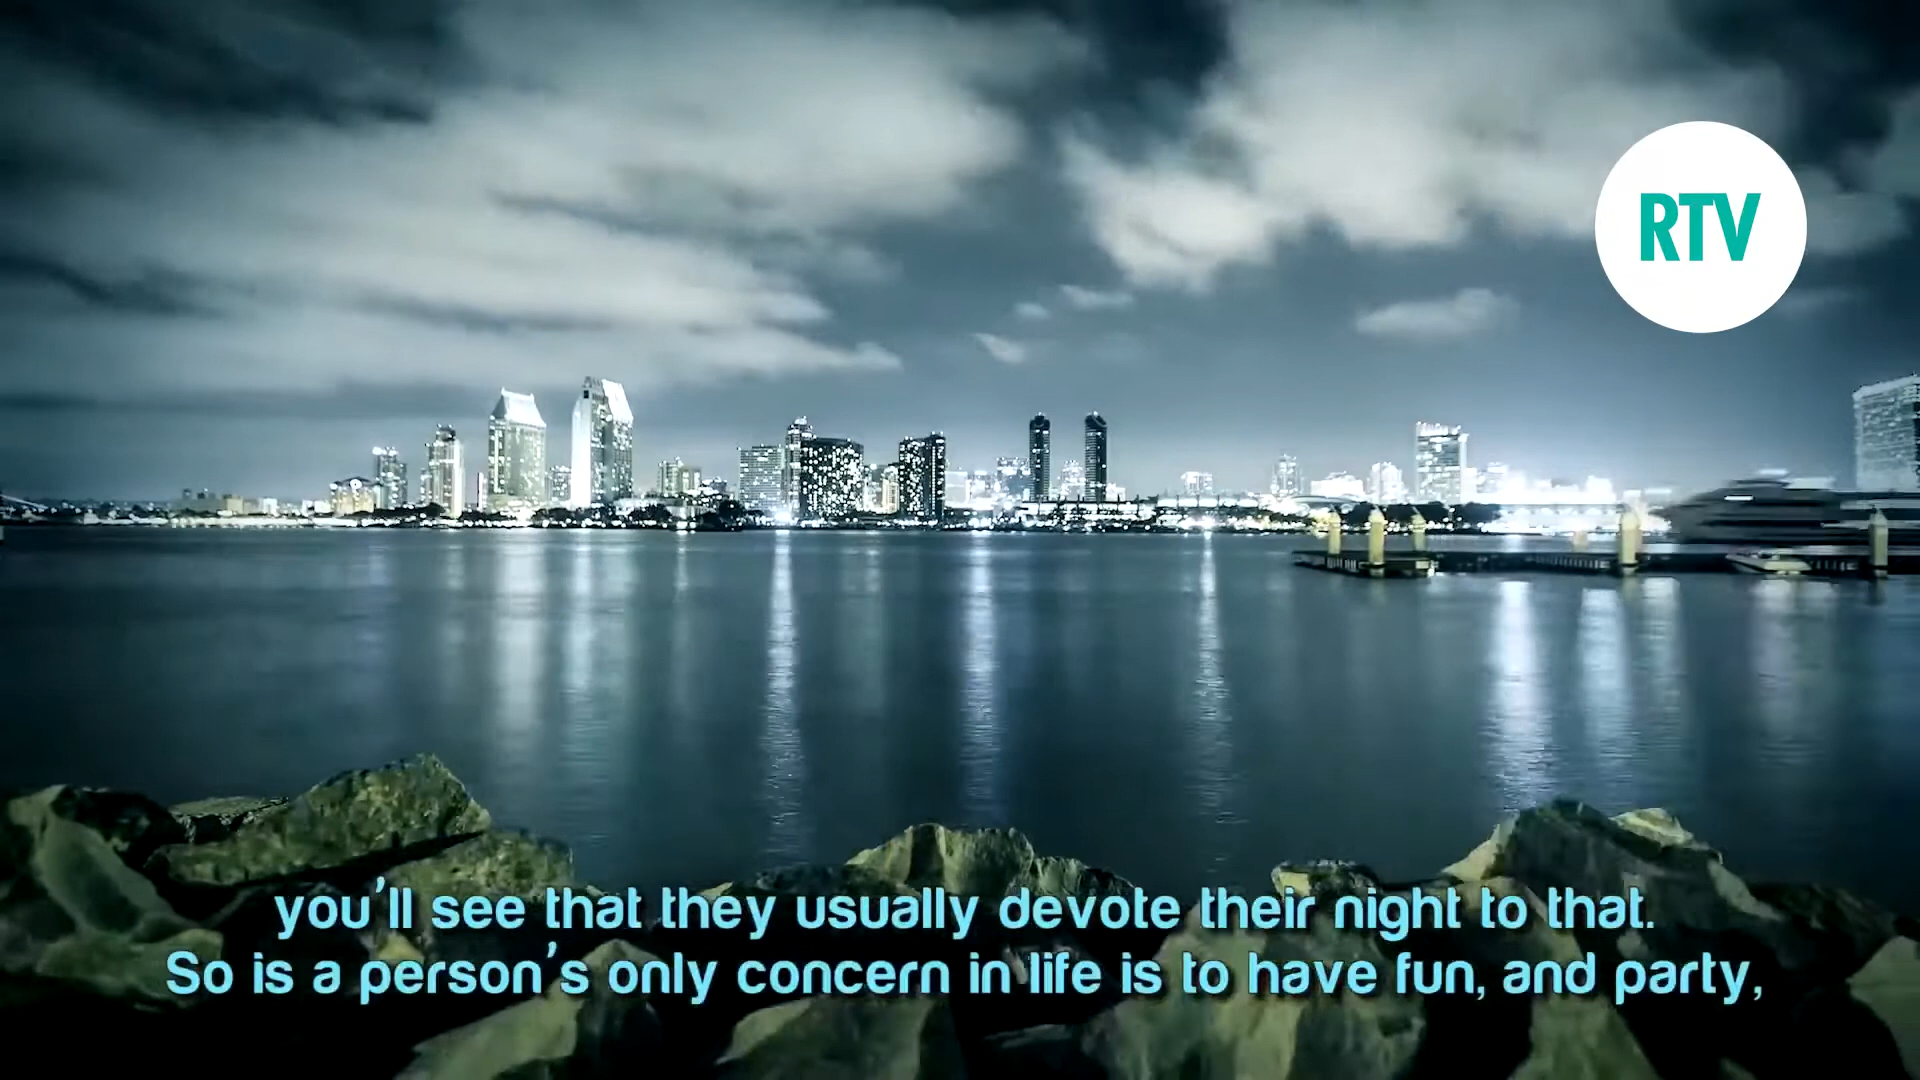 RTV
you'll see that they usually devote their night to that.
So is a person's only concern in life is to have fun, and party,